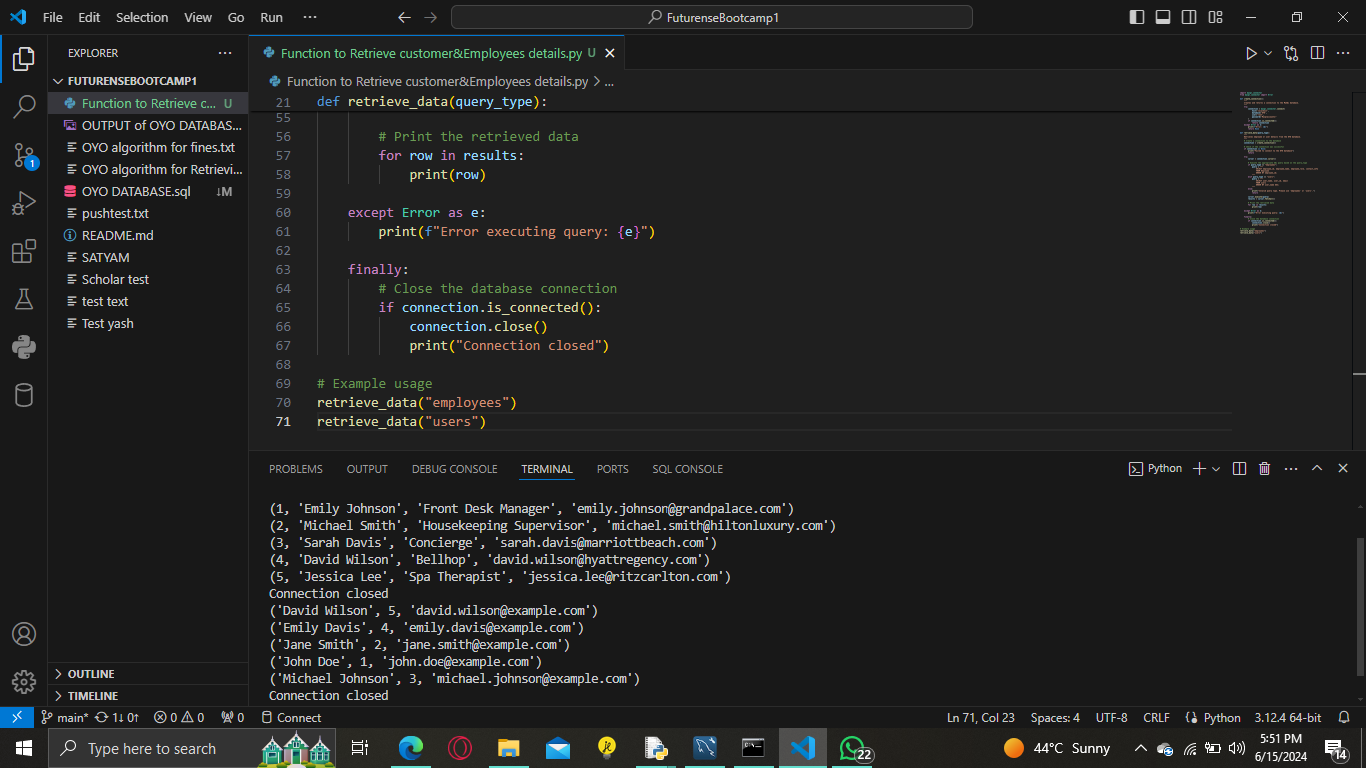 File Edit Selection View Go Run ···
FuturenseBootcamp1
EXPLORER
FUTURENSEBOOTCAMP1
Function to Retrieve c... U
OUTPUT of OYO DATABAS...
OYO algorithm for fines.txt
OYO algorithm for Retrievi...
OYO DATABASE.sql ↓M
pushtest.txt
README.md
SATYAM
Scholar test
test text
Test yash
OUTLINE
TIMELINE
Function to Retrieve customer&Employees details.py U
Function to Retrieve customer&Employees details.py > ...
21 def retrieve_data(query_type):
55
56 # Print the retrieved data
57 for row in results:
58 print(row)
59
60 except Error as e:
61 print(f"Error executing query: {e}")
62
63 finally:
64 # Close the database connection
65 if connection.is_connected():
66 connection.close()
67 print("Connection closed")
68
69 # Example usage
70 retrieve_data("employees")
71 retrieve_data("users")
PROBLEMS OUTPUT DEBUG CONSOLE TERMINAL PORTS SQL CONSOLE
Python
(1, 'Emily Johnson', 'Front Desk Manager', 'emily.johnson@grandpalace.com')
(2, 'Michael Smith', 'Housekeeping Supervisor', 'michael.smith@hiltonluxury.com')
(3, 'Sarah Davis', 'Concierge', 'sarah.davis@marriottbeach.com')
(4, 'David Wilson', 'Bellhop', 'david.wilson@hyattregency.com')
(5, 'Jessica Lee', 'Spa Therapist', 'jessica.lee@ritzcarlton.com')
Connection closed
('David Wilson', 5, 'david.wilson@example.com')
('Emily Davis', 4, 'emily.davis@example.com')
('Jane Smith', 2, 'jane.smith@example.com')
('John Doe', 1, 'john.doe@example.com')
('Michael Johnson', 3, 'michael.johnson@example.com')
Connection closed
main* 1↓ 0↑ 0 0 0 Connect
Ln 71, Col 23 Spaces: 4 UTF-8 CRLF Python 3.12.4 64-bit
Type here to search
22
44°C Sunny
5:51 PM
6/15/2024
14